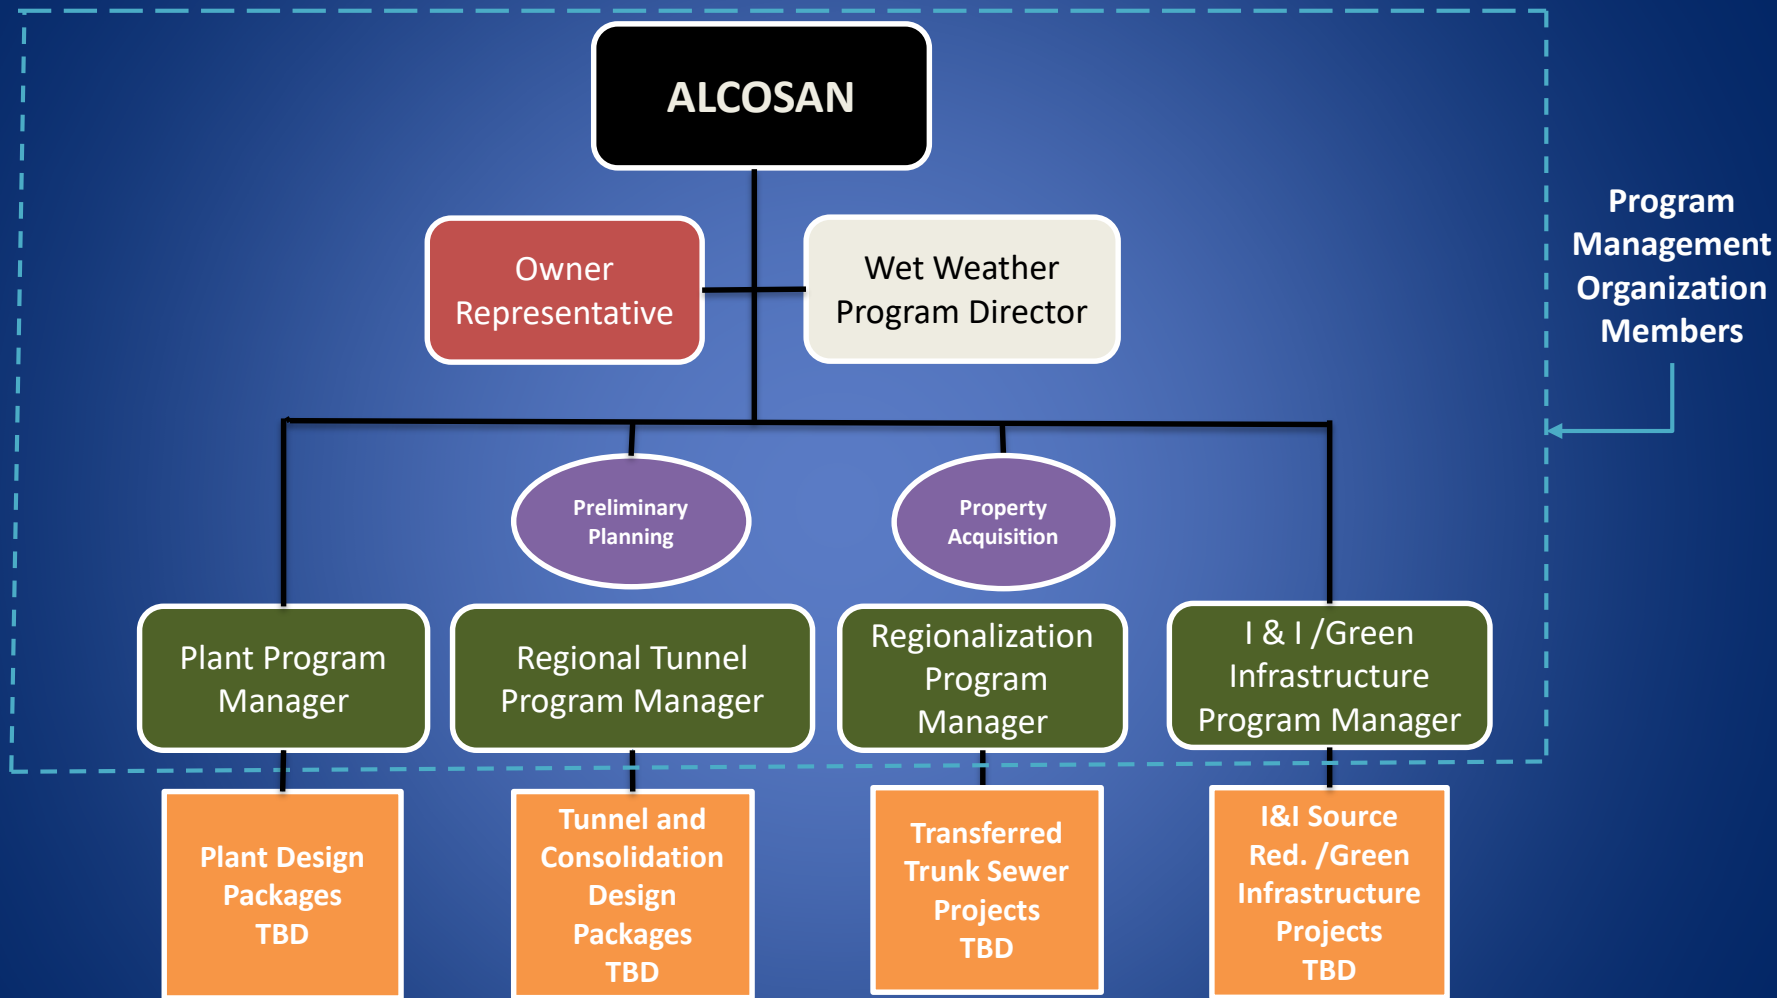 ALCOSAN
Owner
Representative
Wet Weather
Program Director
Program
Management
Organization
Members
Preliminary
Planning
Property
Acquisition
Plant Program
Manager
Regional Tunnel
Program Manager
Regionalization
Program
Manager
I & I /Green
Infrastructure
Program Manager
Plant Design
Packages
TBD
Tunnel and
Consolidation
Design
Packages
TBD
Transferred
Trunk Sewer
Projects
TBD
I&I Source
Red. /Green
Infrastructure
Projects
TBD